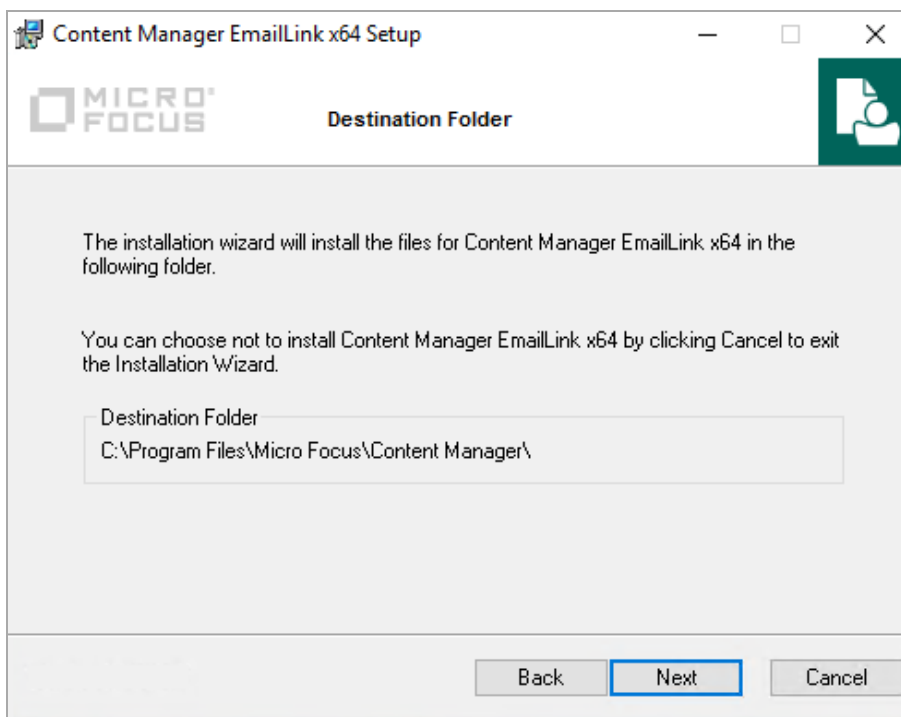 Content Manager EmailLink x64 Setup
MICRO
FOCUS
Destination Folder
The installation wizard will install the files for Content Manager EmailLink x64 in the
following folder.
You can choose not to install Content Manager EmailLink x64 by clicking Cancel to exit
the Installation Wizard.
Destination Folder
C:\Program Files\Micro Focus\Content Manager\
Back Next Cancel